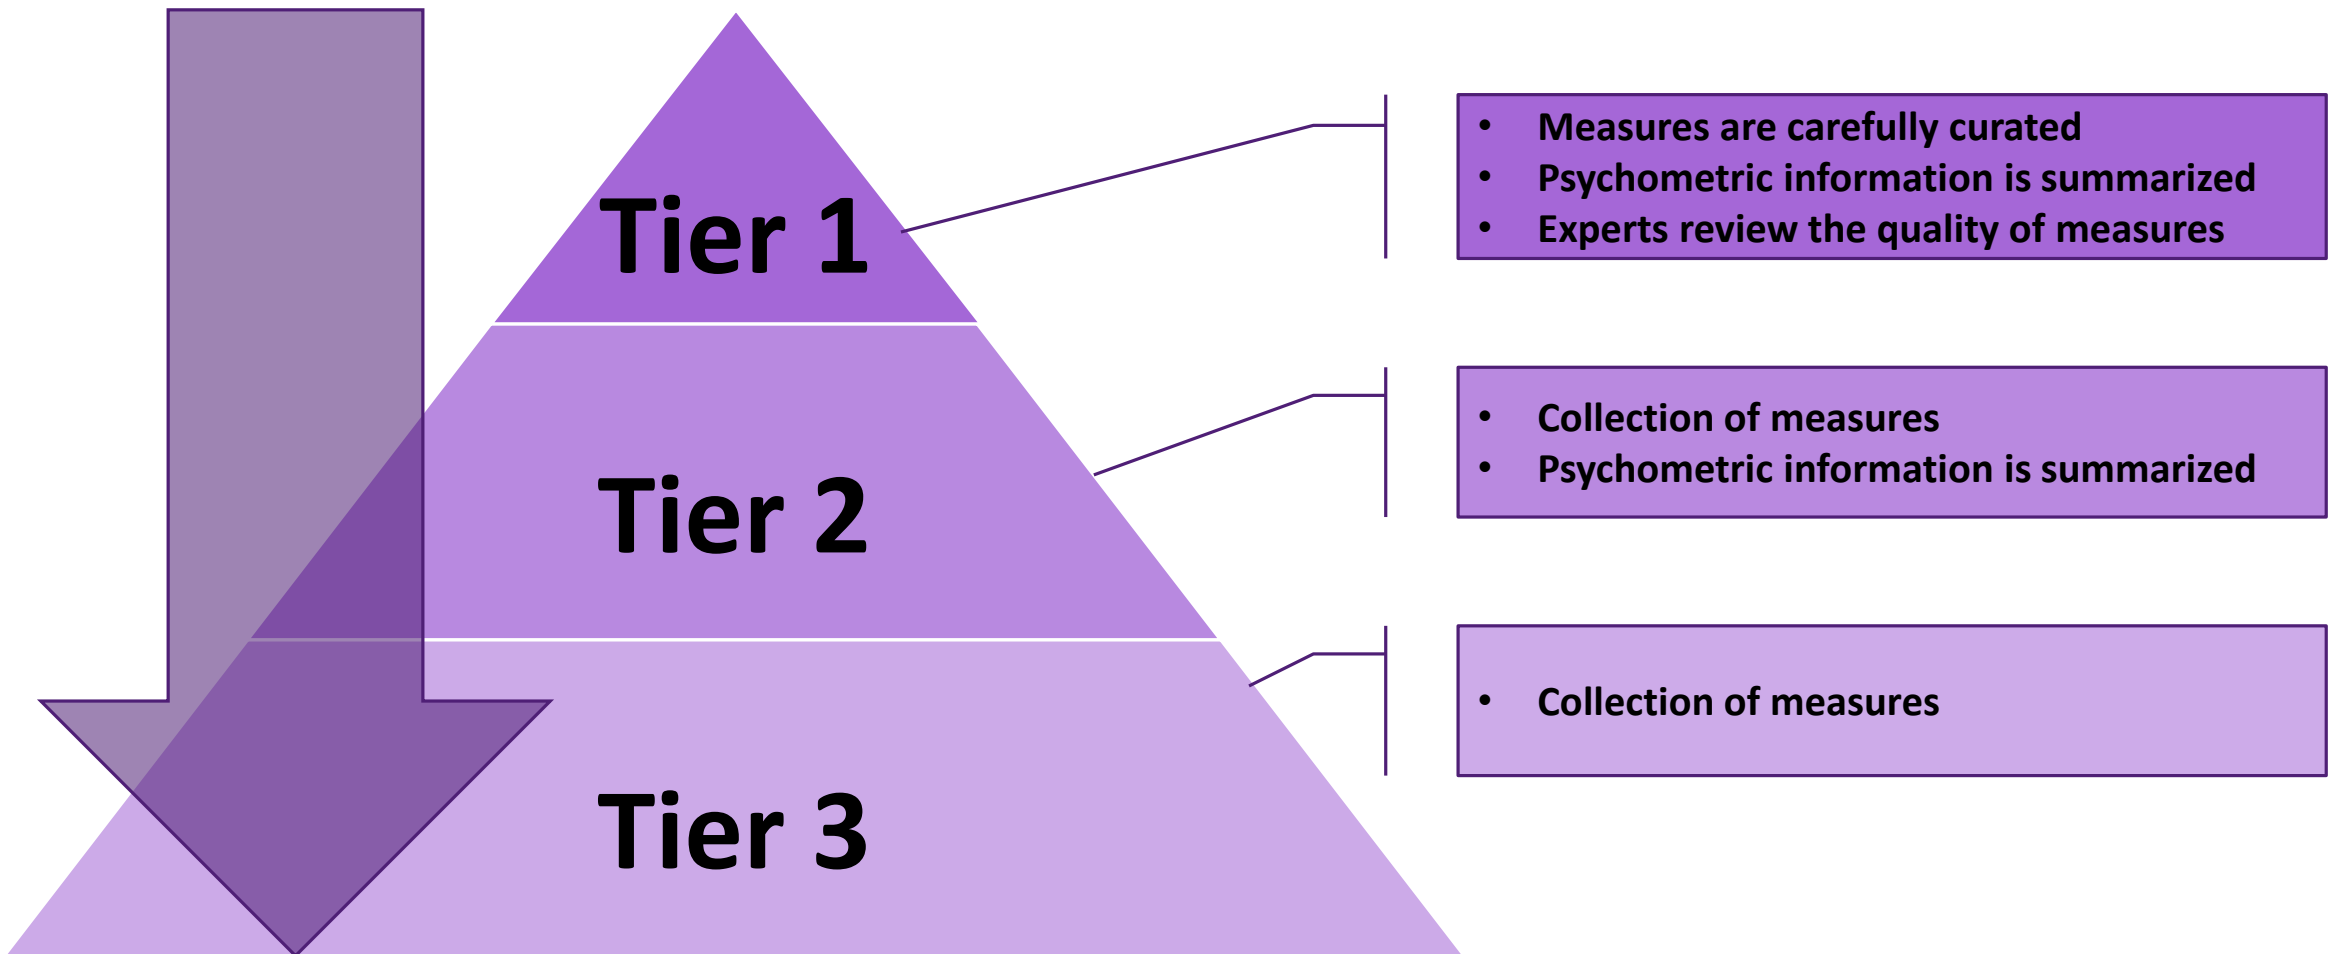 Tier 1
• Measures are carefully curated
• Psychometric information is summarized
• Experts review the quality of measures
Tier 2
• Collection of measures
• Psychometric information is summarized
Tier 3
• Collection of measures